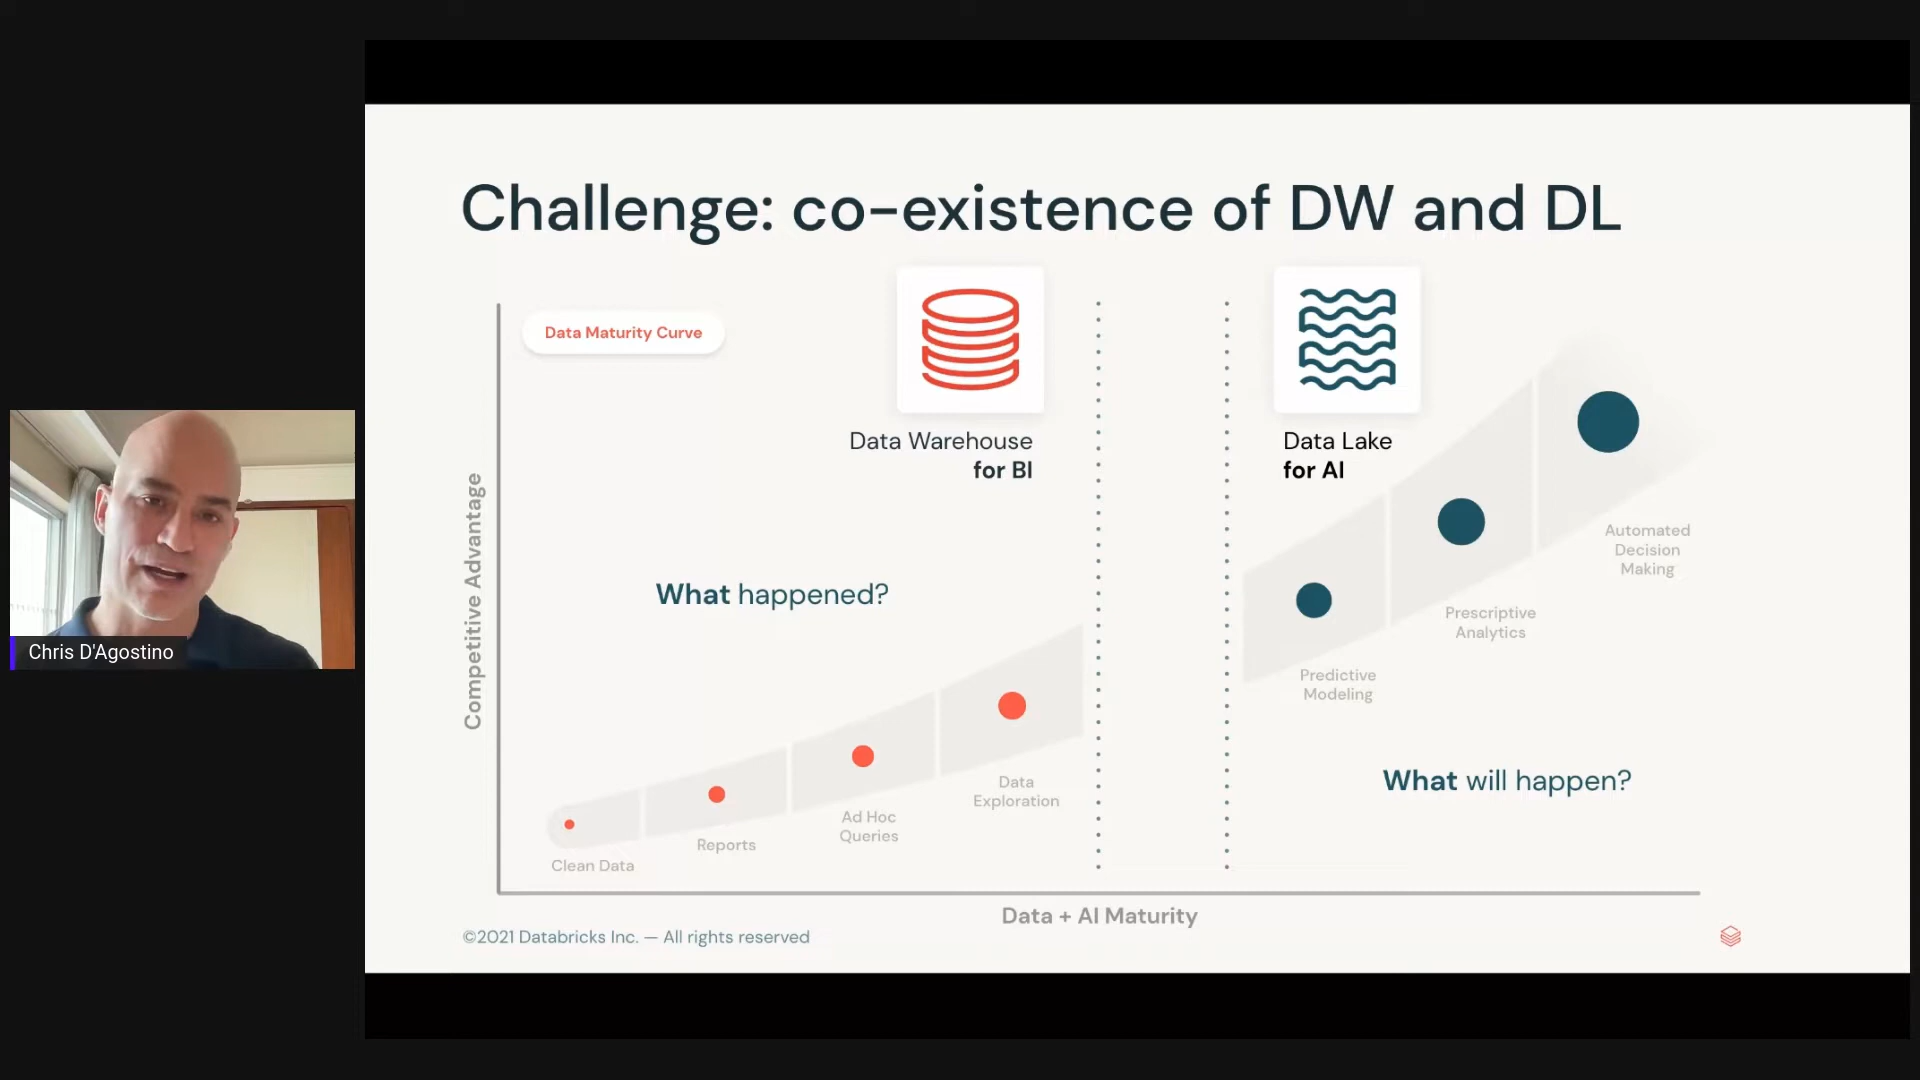 Challenge: co-existence of DW and DL
Data Maturity Curve
Data Warehouse
for BI
Data Lake
for AI
Competitive Advantage
What happened?
Automated
Decision
Making
Prescriptive
Analytics
Predictive
Modeling
What will happen?
Data
Exploration
Ad Hoc
Queries
Reports
Clean Data
Data + AI Maturity
©2021 Databricks Inc. — All rights reserved
Chris D'Agostino